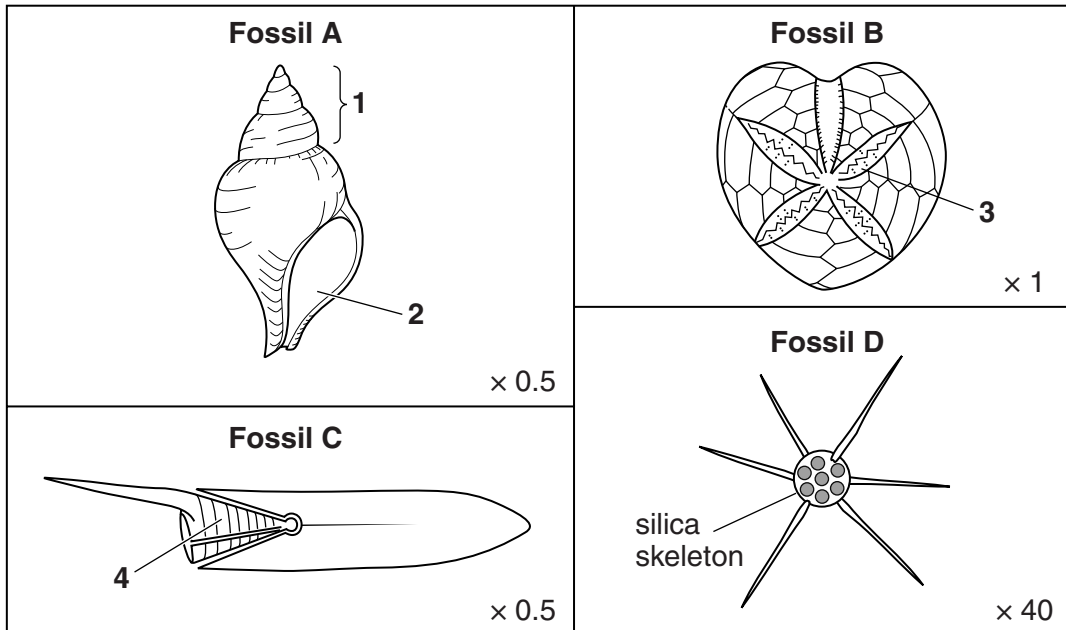 Fossil A
1
2
× 0.5
Fossil B
3
× 1
Fossil C
4
× 0.5
Fossil D
silica
skeleton
× 40